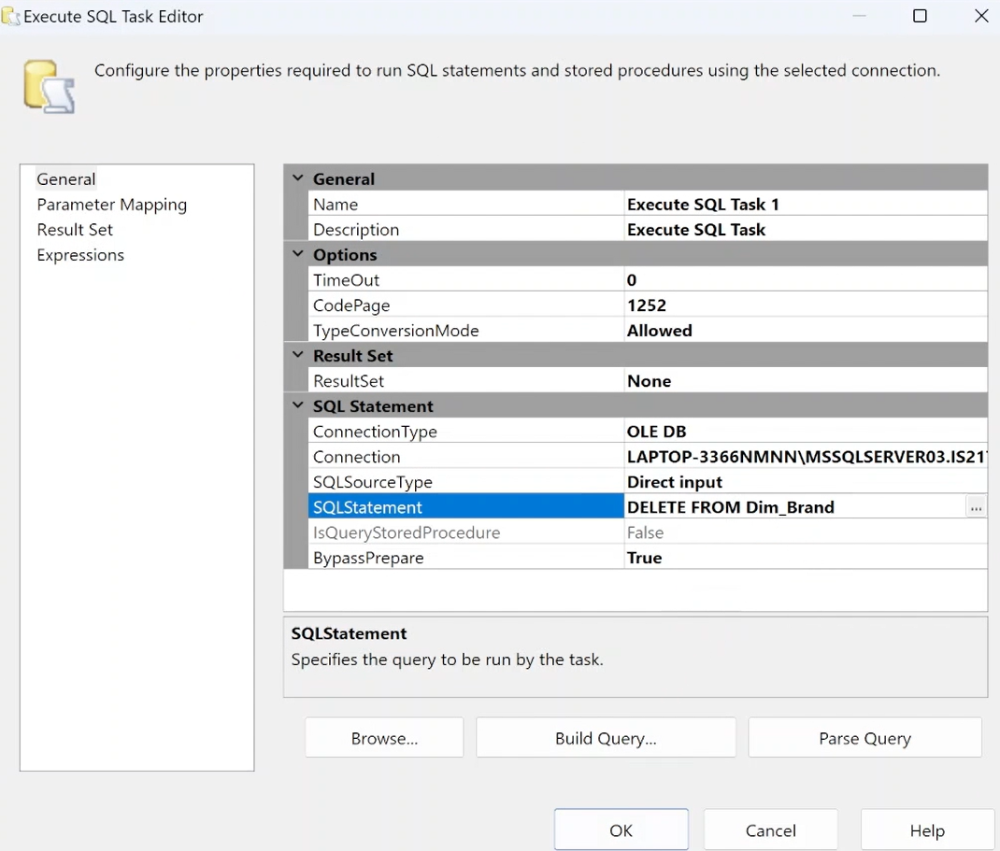 Execute SQL Task Editor
Configure the properties required to run SQL statements and stored procedures using the selected connection.
General
Parameter Mapping
Result Set
Expressions
General
Name Execute SQL Task 1
Description Execute SQL Task
Options
TimeOut 0
CodePage 1252
TypeConversionMode Allowed
Result Set
ResultSet None
SQL Statement
ConnectionType OLE DB
Connection LAPTOP-3366NMNN\MSSQLSERVER03.IS217
SQLSourceType Direct input
SQLStatement DELETE FROM Dim_Brand ...
IsQueryStoredProcedure False
BypassPrepare True
SQLStatement
Specifies the query to be run by the task.
Browse... Build Query... Parse Query
OK Cancel Help